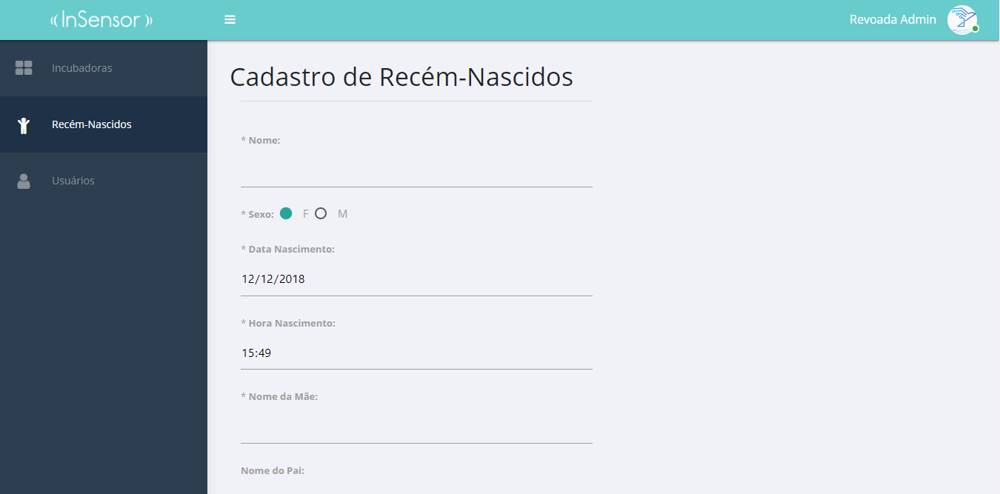 InSensor
Revoada Admin
Incubadoras
Recém-Nascidos
Usuários
Cadastro de Recém-Nascidos
* Nome:
* Sexo: F M
* Data Nascimento:
12/12/2018
* Hora Nascimento:
15:49
* Nome da Mãe:
Nome do Pai: